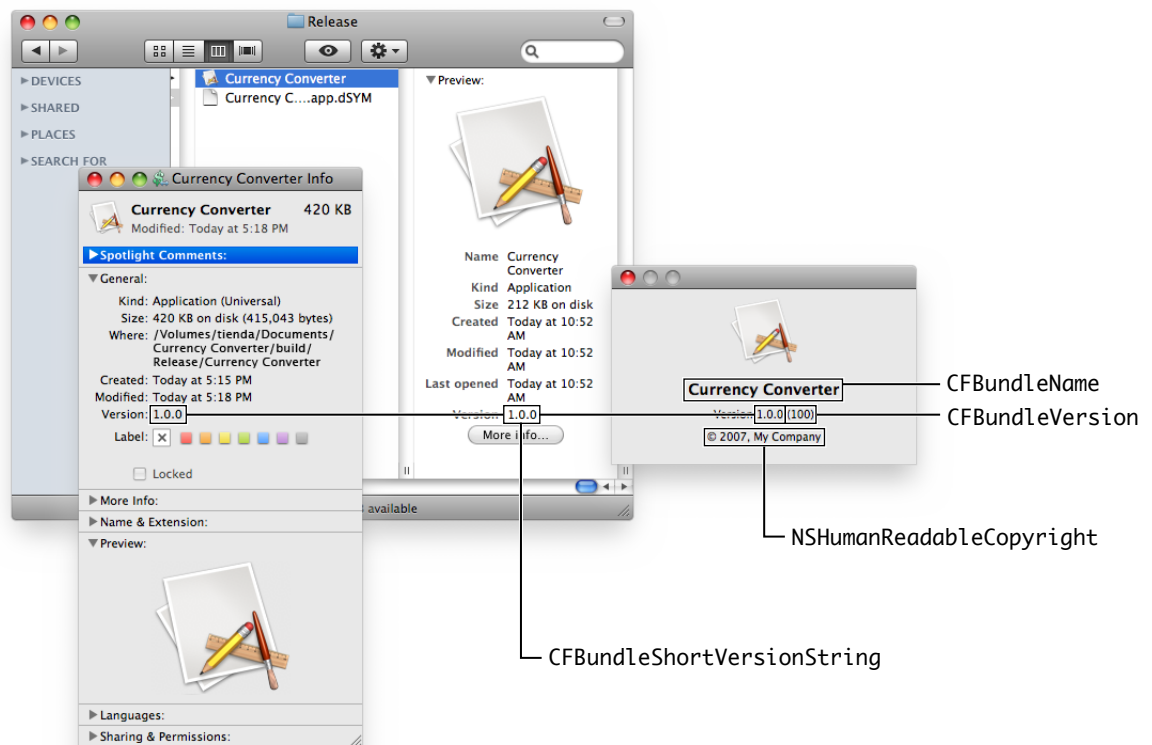 Release
DEVICES
SHARED
PLACES
SEARCH FOR
Currency Converter
Currency C....app.dSYM
Preview:
Name Currency
Converter
Kind Application
Size 212 KB on disk
Created Today at 10:52
AM
Modified Today at 10:52
AM
Last opened Today at 10:52
AM
Version 1.0.0
More info...
available
Currency Converter Info
Currency Converter 420 KB
Modified: Today at 5:18 PM
Spotlight Comments:
General:
Kind: Application (Universal)
Size: 420 KB on disk (415,043 bytes)
Where: /Volumes/tienda/Documents/
Currency Converter/build/
Release/Currency Converter
Created: Today at 5:15 PM
Modified: Today at 5:18 PM
Version: 1.0.0
Label:
Locked
More Info:
Name & Extension:
Preview:
Languages:
Sharing & Permissions:
Currency Converter
Version 1.0.0 (100)
© 2007, My Company
CFBundleName
CFBundleVersion
NSHumanReadableCopyright
CFBundleShortVersionString